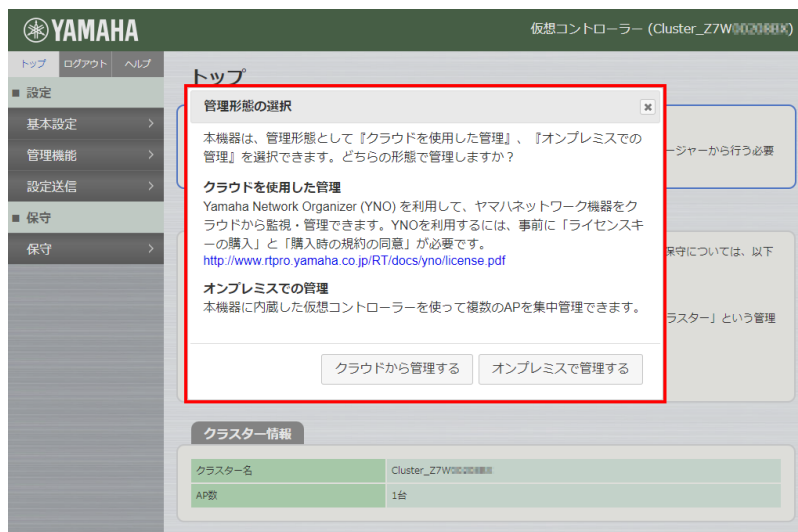 YAMAHA
仮想コントローラー (Cluster_Z7W
トップ ログアウト ヘルプ
トップ
■ 設定
基本設定 >
管理機能 >
設定送信 >
■ 保守
保守 >
管理形態の選択
本機器は、管理形態として『クラウドを使用した管理』、『オンプレミスでの
管理』を選択できます。どちらの形態で管理しますか？
クラウドを使用した管理
Yamaha Network Organizer (YNO) を利用して、ヤマハネットワーク機器をク
ラウドから監視・管理できます。YNOを利用するには、事前に「ライセンスキ
ーの購入」と「購入時の規約の同意」が必要です。
http://www.rtpro.yamaha.co.jp/RT/docs/yno/license.pdf
オンプレミスでの管理
本機器に内蔵した仮想コントローラーを使って複数のAPを集中管理できます。
クラウドから管理する オンプレミスで管理する
ージャーから行う必要
保守については、以下
ラスター」という管理
クラスター情報
クラスター名 Cluster_Z7W
AP数 1台